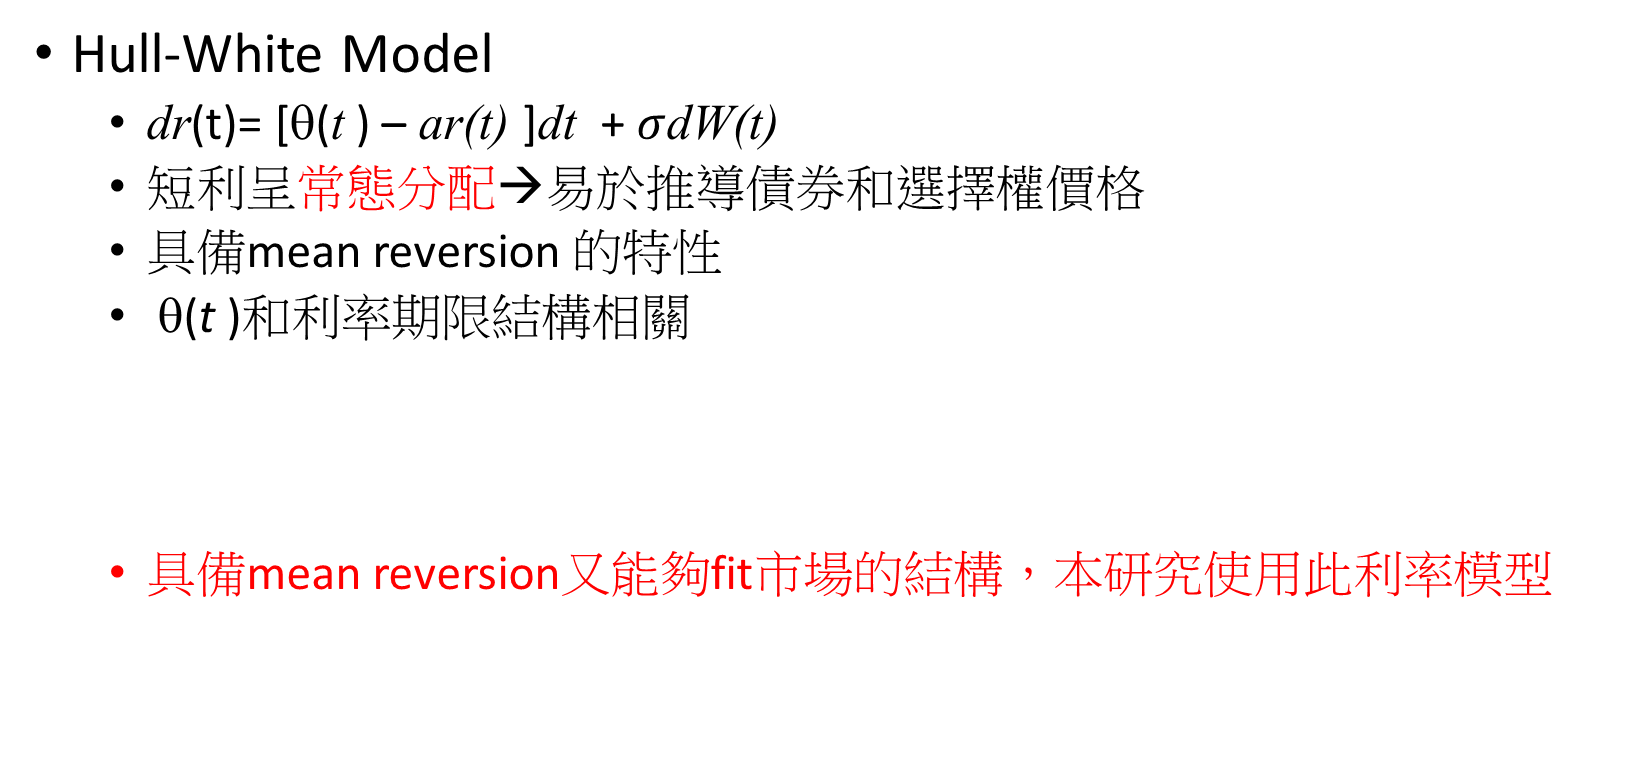 • Hull-White Model
• dr(t)= [θ(t ) – ar(t) ]dt + σdW(t)
• 短利呈常態分配→易於推導債券和選擇權價格
• 具備mean reversion 的特性
• θ(t )和利率期限結構相關
• 具備mean reversion又能夠fit市場的結構，本研究使用此利率模型